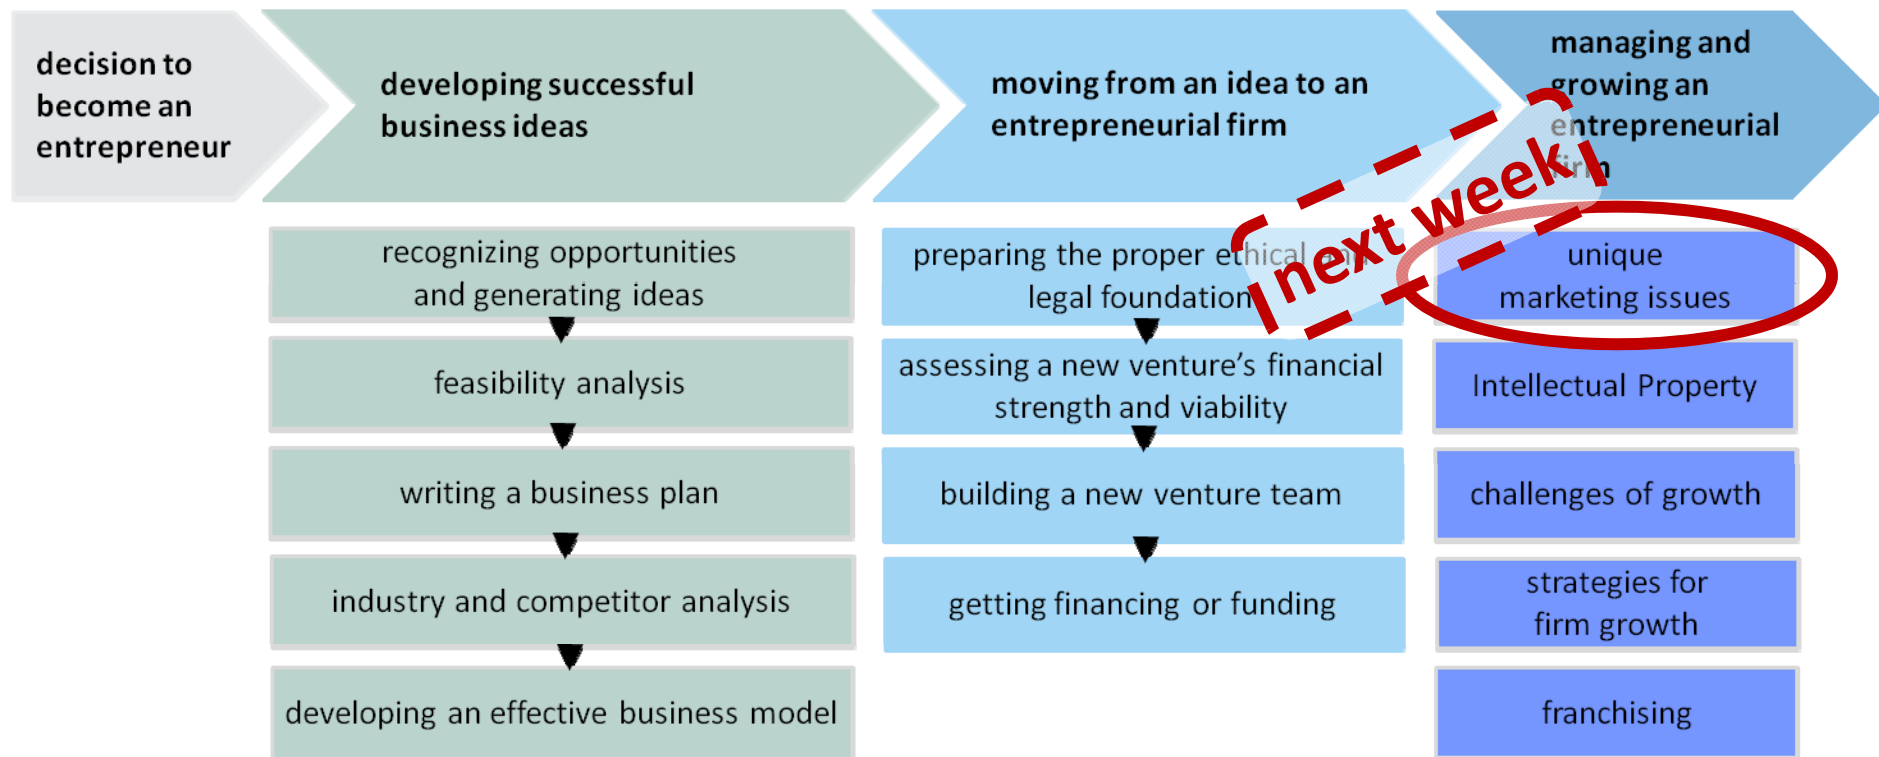 decision to
become an
entrepreneur
developing successful
business ideas
moving from an idea to an
entrepreneurial firm
managing and
growing an
entrepreneurial
firm
next week
recognizing opportunities
and generating ideas
feasibility analysis
writing a business plan
industry and competitor analysis
developing an effective business model
preparing the proper ethical and
legal foundation
assessing a new venture's financial
strength and viability
building a new venture team
getting financing or funding
unique
marketing issues
Intellectual Property
challenges of growth
strategies for
firm growth
franchising